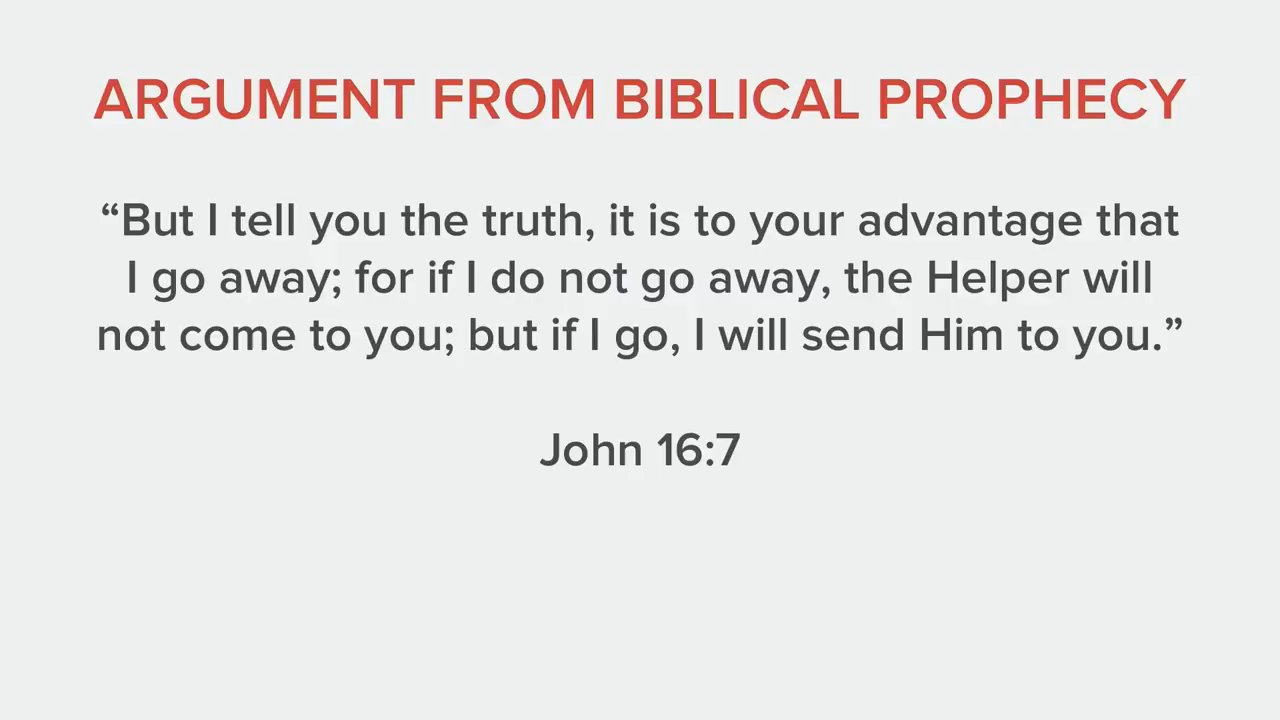 ARGUMENT FROM BIBLICAL PROPHECY
“But I tell you the truth, it is to your advantage that
I go away; for if I do not go away, the Helper will
not come to you; but if I go, I will send Him to you.”
John 16:7